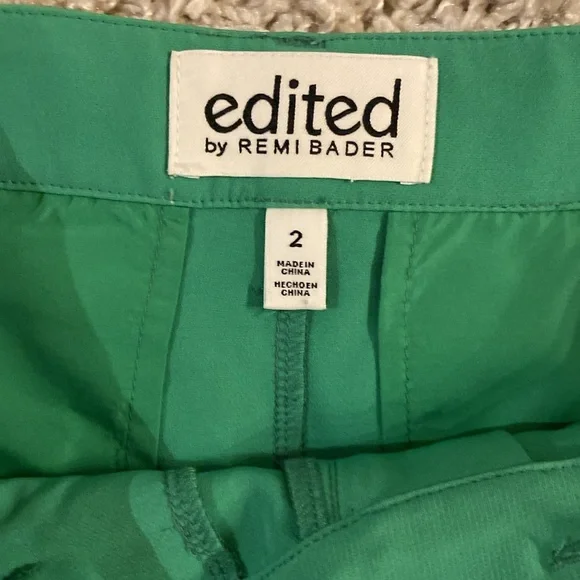 edited
by REMI BADER
2
MADE IN
CHINA
HECHO EN
CHINA